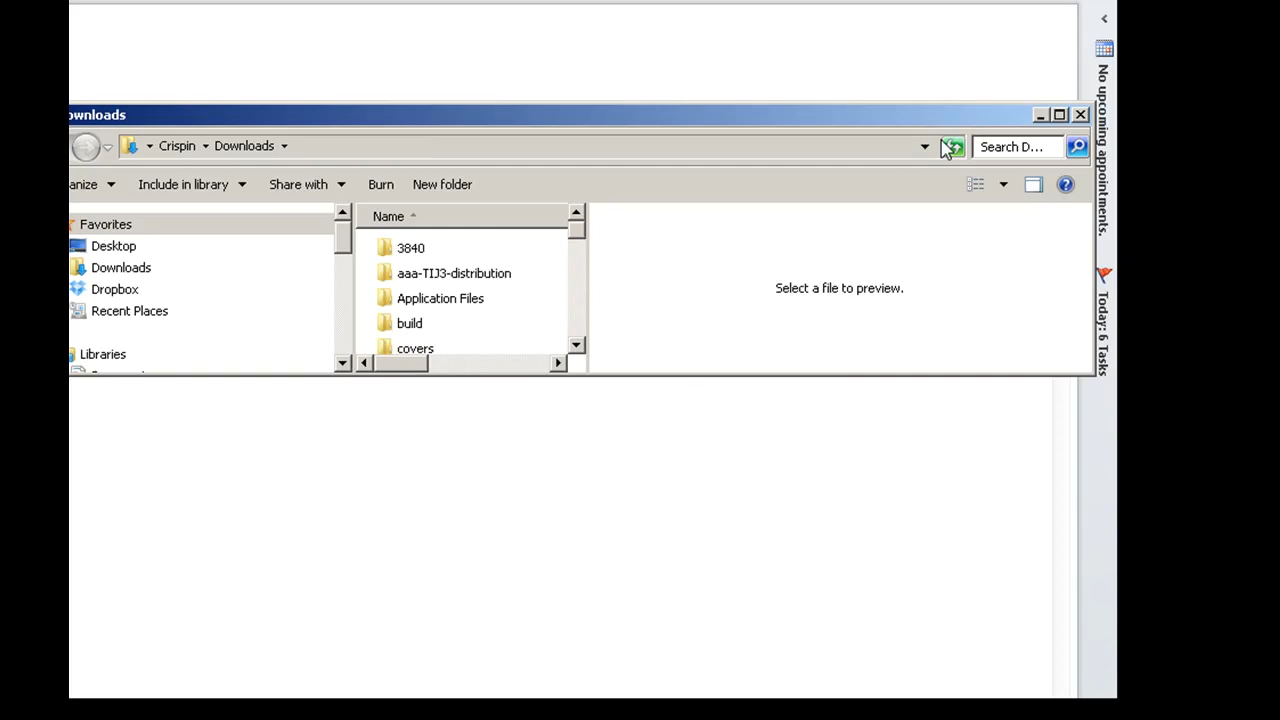 ownloads
Crispin Downloads
Search D...
anize Include in library Share with Burn New folder
Favorites
Desktop
Downloads
Dropbox
Recent Places
Libraries
Name
3840
aaa-TIJ3-distribution
Application Files
build
covers
Select a file to preview.
No upcoming appointments.
Today: 6 Tasks